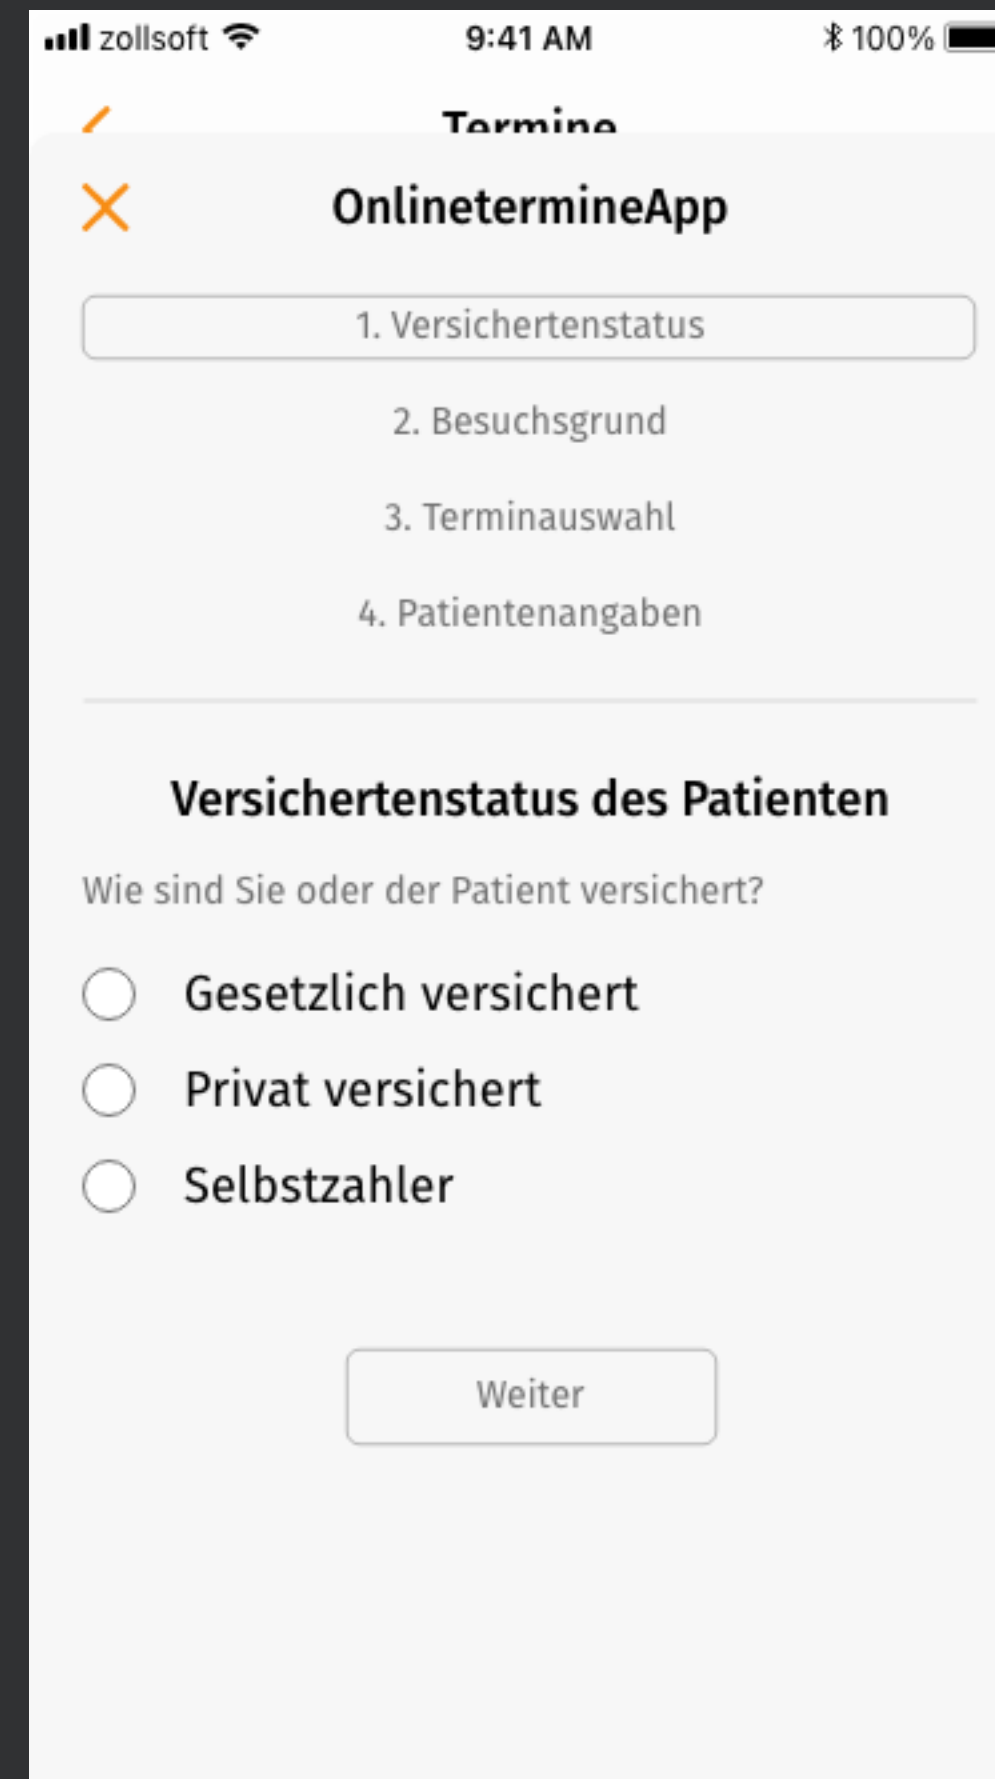 zollsoft 9:41 AM 100%
Termine
OnlinetermineApp
1. Versichertenstatus
2. Besuchsgrund
3. Terminauswahl
4. Patientenangaben
Versichertenstatus des Patienten
Wie sind Sie oder der Patient versichert?
Gesetzlich versichert
Privat versichert
Selbstzahler
Weiter